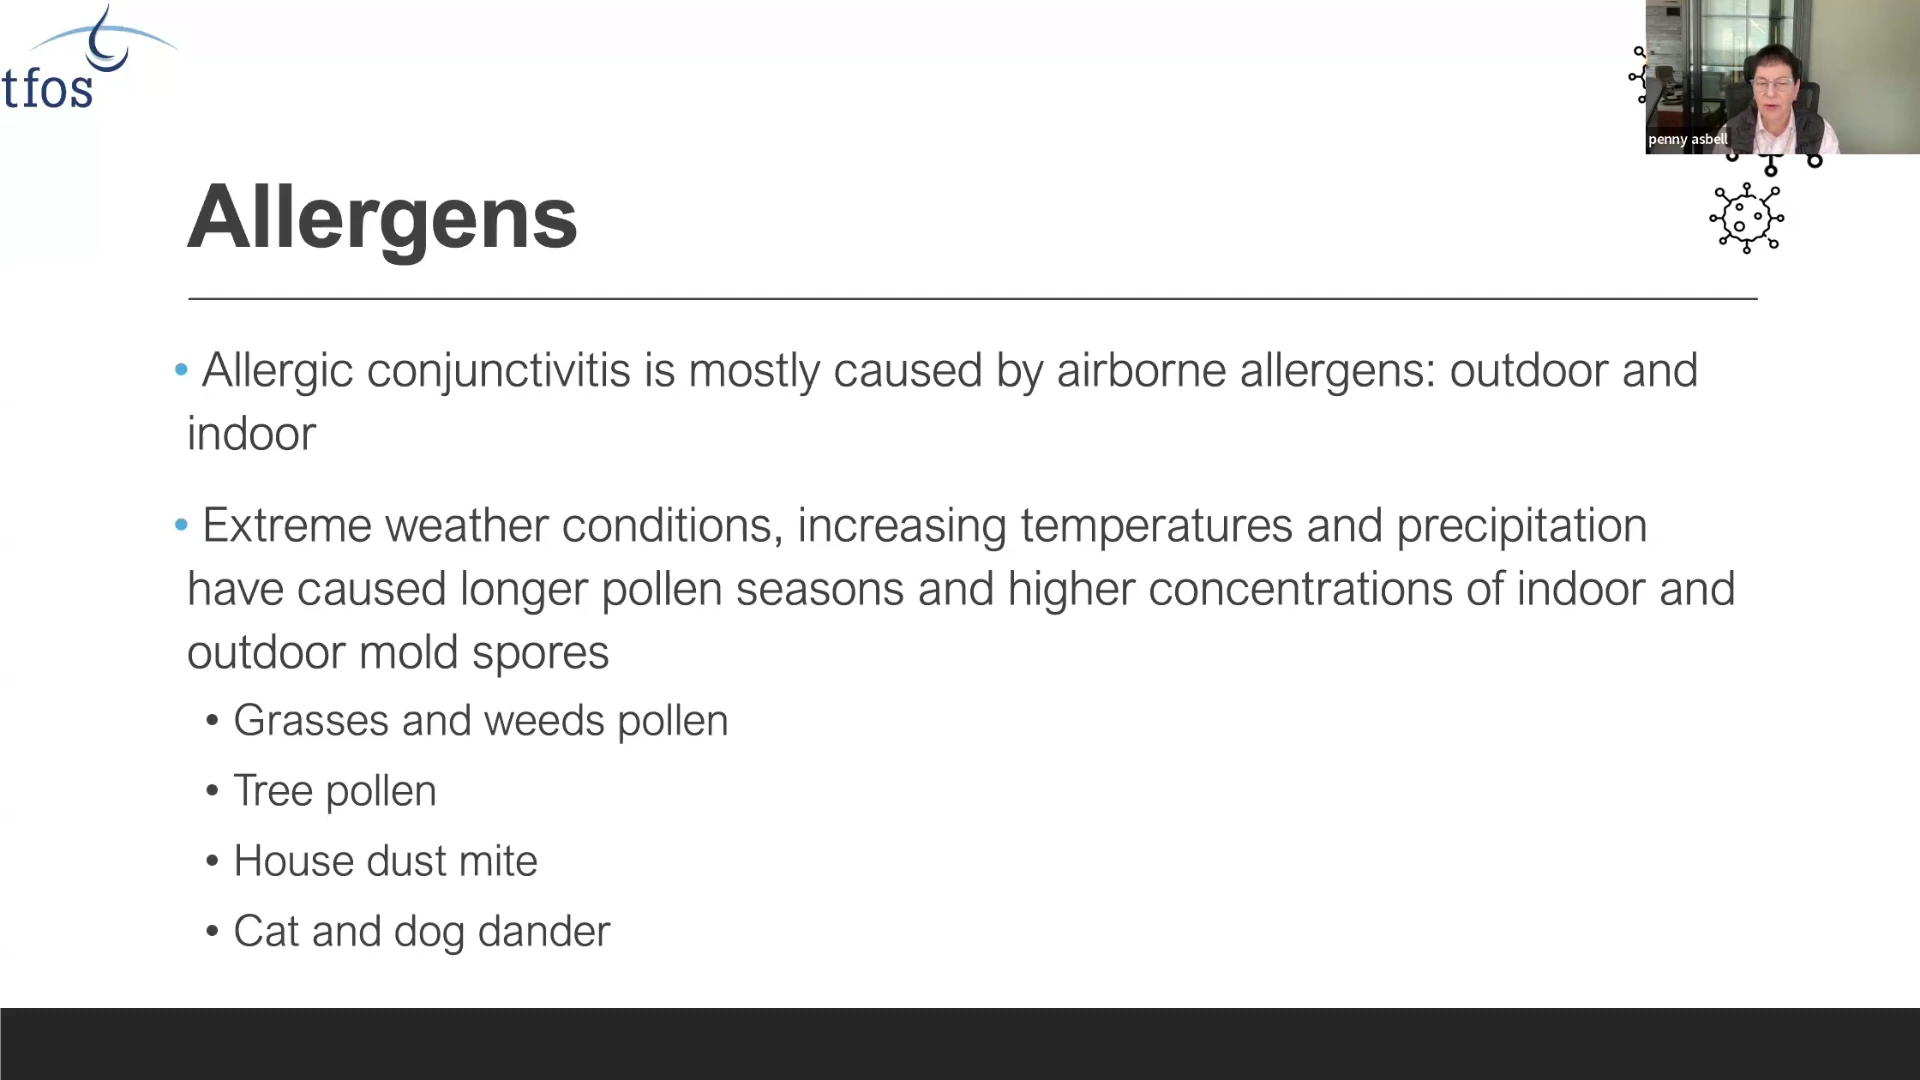 tfos
penny asbell
Allergens
• Allergic conjunctivitis is mostly caused by airborne allergens: outdoor and
indoor
• Extreme weather conditions, increasing temperatures and precipitation
have caused longer pollen seasons and higher concentrations of indoor and
outdoor mold spores
• Grasses and weeds pollen
• Tree pollen
• House dust mite
• Cat and dog dander